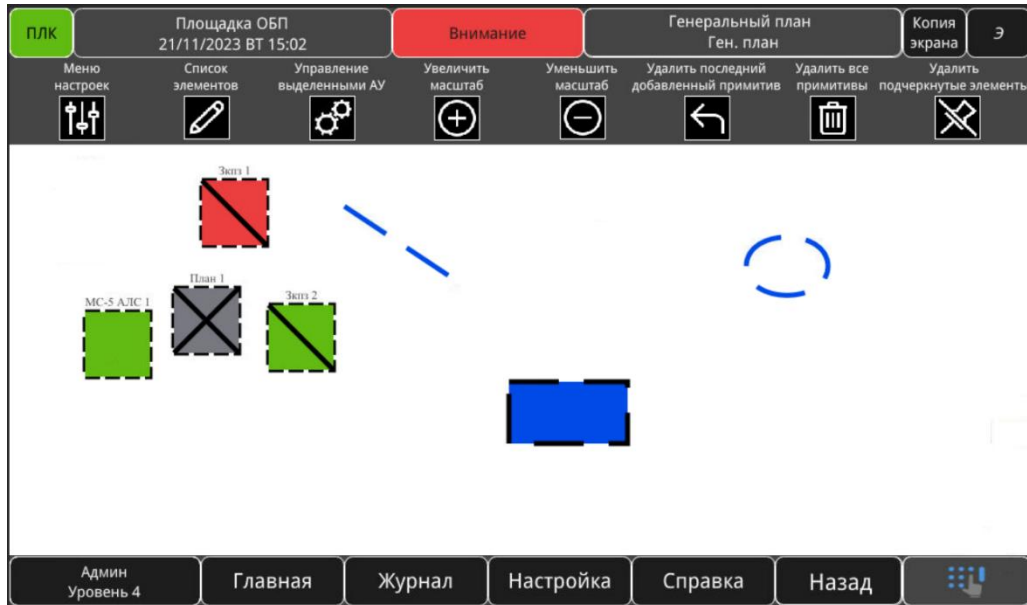 ПЛК
Площадка ОБП
21/11/2023 ВТ 15:02
Внимание
Генеральный план
Ген. план
Копия
экрана
Э
Меню
настроек
Список
элементов
Управление
выделенными АУ
Увеличить
масштаб
Уменьшить
масштаб
Удалить последний
добавленный примитив
Удалить все
примитивы
Удалить
подчеркнутые элементы
Зкпз 1
План 1
МС-5 АЛС 1
Зкпз 2
Админ
Уровень 4
Главная
Журнал
Настройка
Справка
Назад